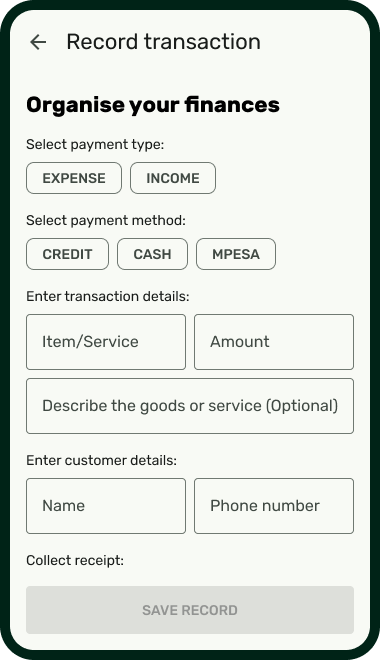 Record transaction
Organise your finances
Select payment type:
EXPENSE INCOME
Select payment method:
CREDIT CASH MPESA
Enter transaction details:
Item/Service Amount
Describe the goods or service (Optional)
Enter customer details:
Name Phone number
Collect receipt:
SAVE RECORD